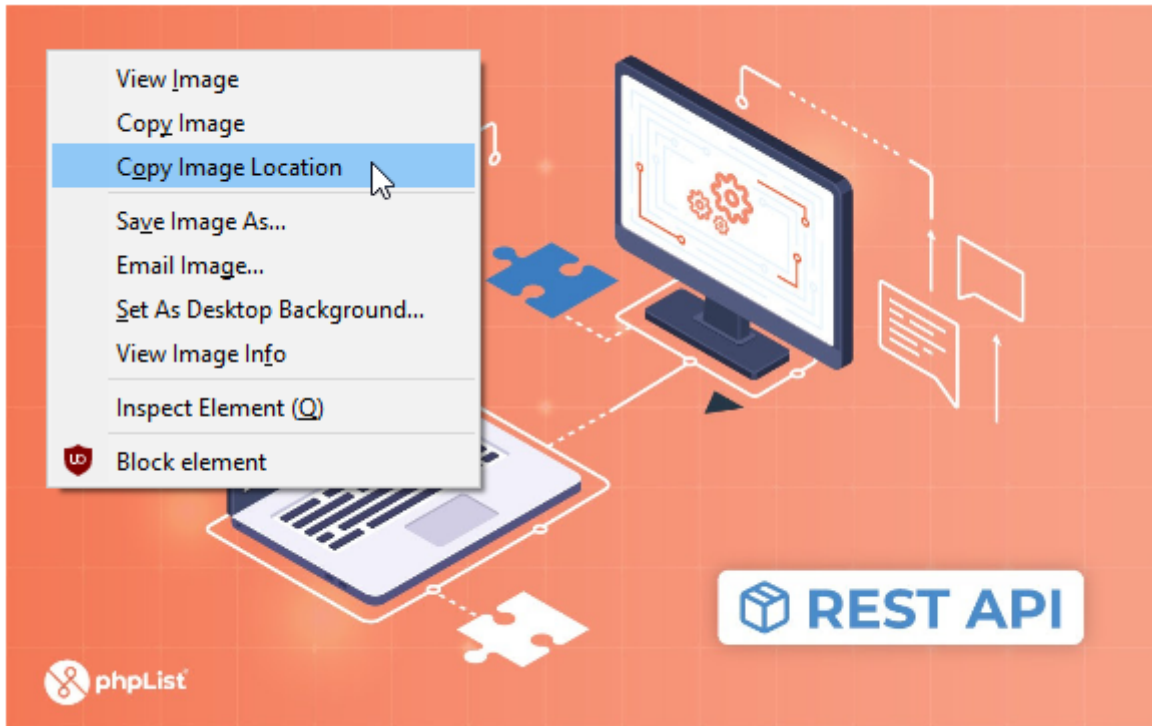 View Image
Copy Image
Copy Image Location
Save Image As...
Email Image...
Set As Desktop Background...
View Image Info
Inspect Element (Q)
Block element
REST API
phpList